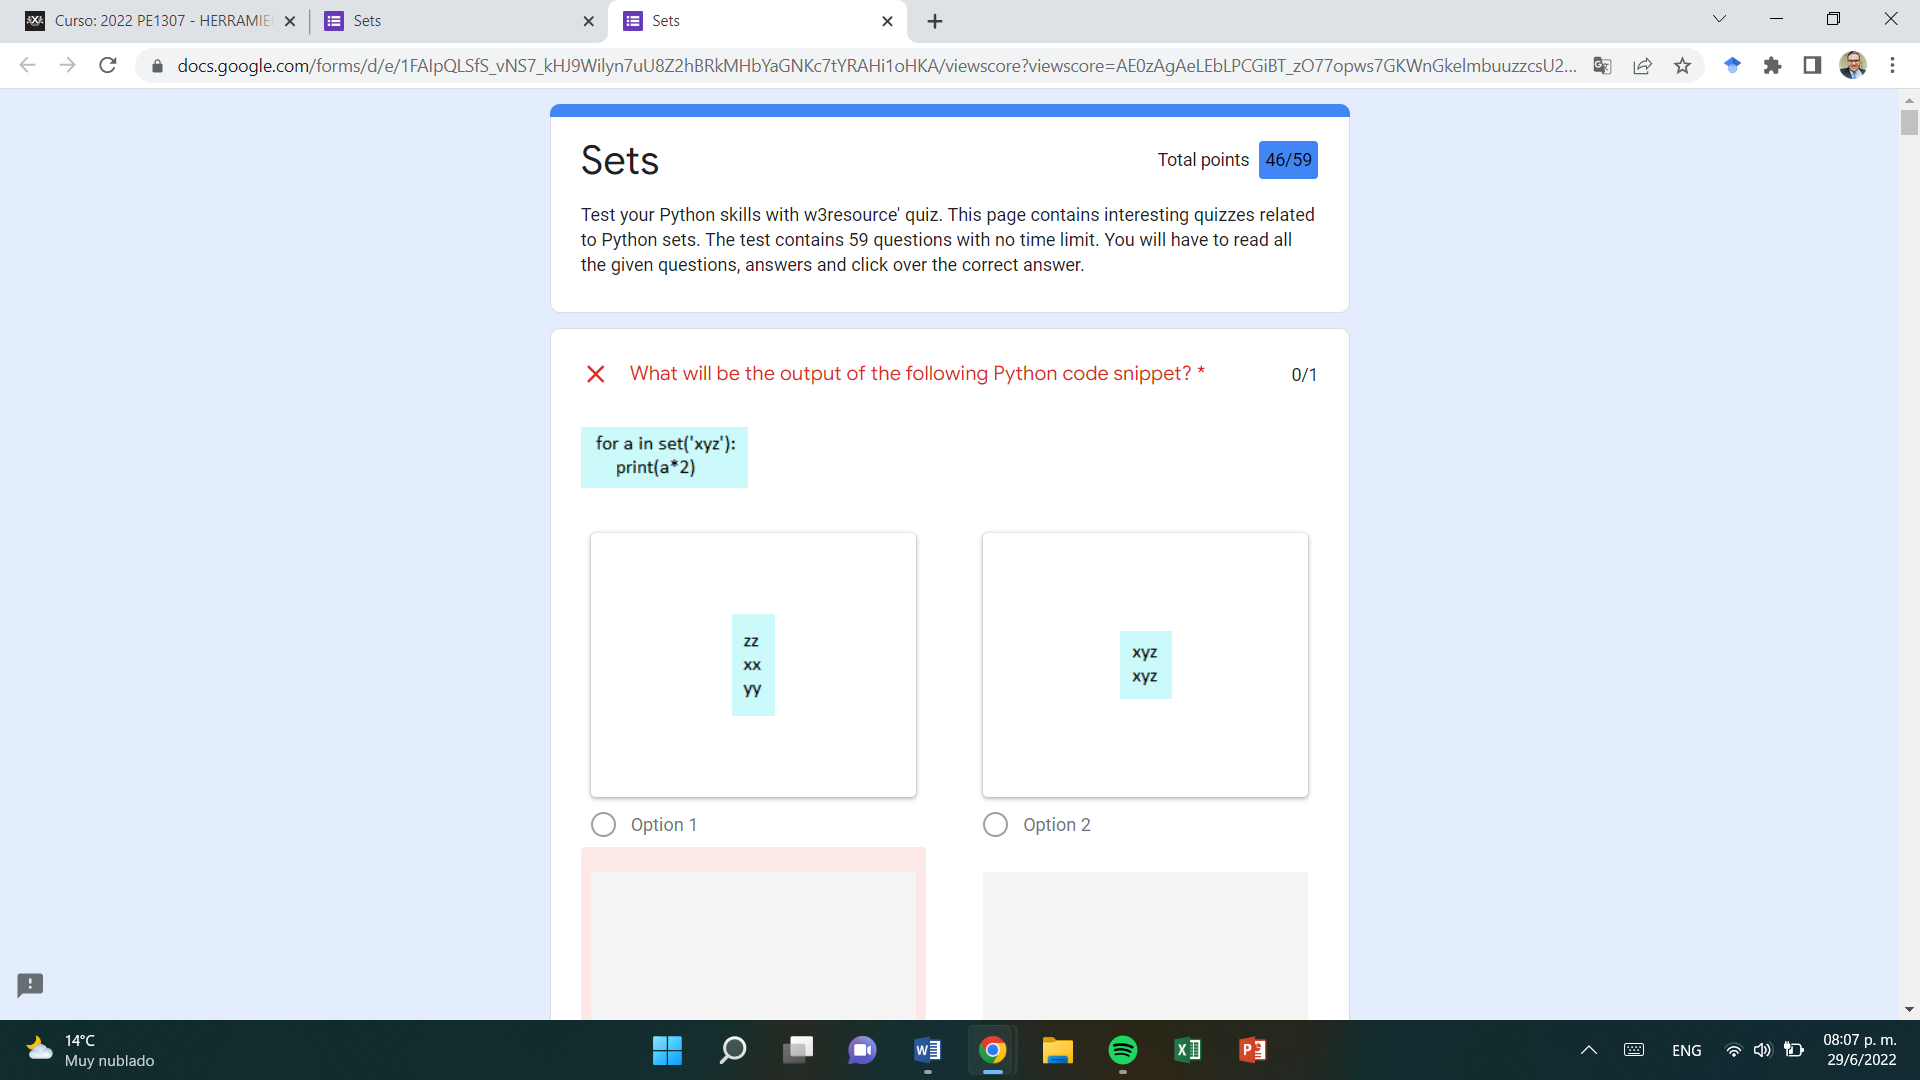 Curso: 2022 PE1307 - HERRAMIE
Sets
Sets
docs.google.com/forms/d/e/1FAIpQLSfS_vNS7_kHJ9Wilyn7uU8Z2hBRkMHbYaGNKc7tYRAHi1oHKA/viewscore?viewscore=AE0zAgAeLEbLPCGiBT_zO77opws7GKWnGkelmbuuzzcsU2...
Sets
Total points 46/59
Test your Python skills with w3resource' quiz. This page contains interesting quizzes related
to Python sets. The test contains 59 questions with no time limit. You will have to read all
the given questions, answers and click over the correct answer.
What will be the output of the following Python code snippet? *
0/1
for a in set('xyz'):
print(a*2)
zz
xx
yy
xyz
xyz
Option 1
Option 2
14°C
Muy nublado
ENG
08:07 p. m.
29/6/2022